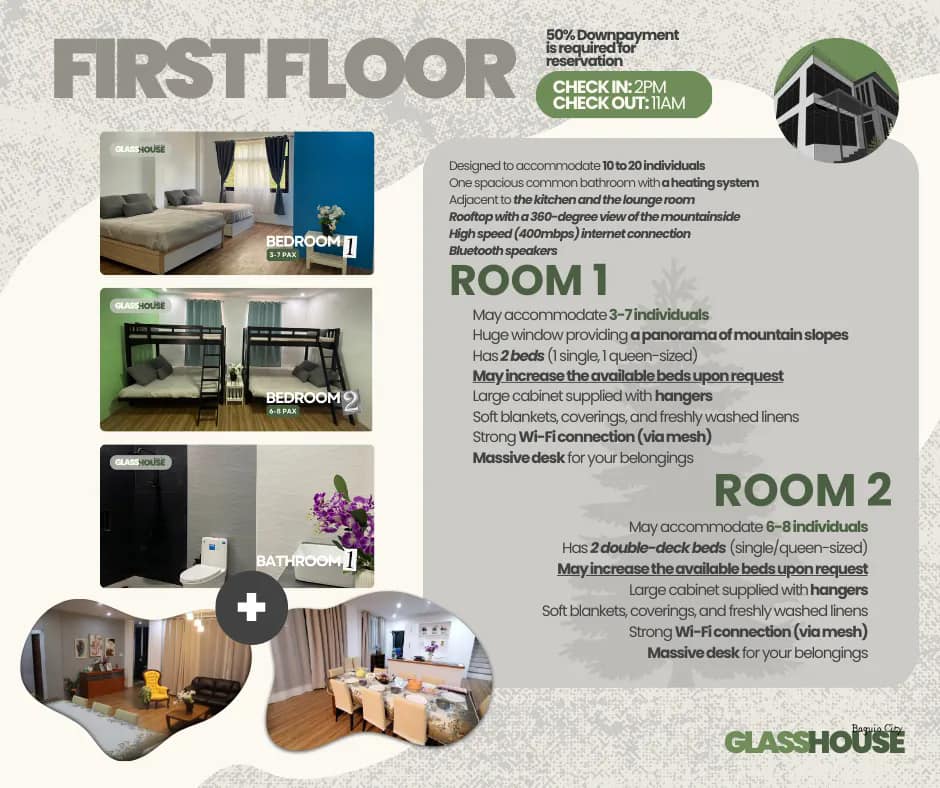 FIRST FLOOR
50% Downpayment
is required for
reservation
CHECK IN: 2PM
CHECK OUT: 11AM
GLASSHOUSE
BEDROOM 1
3-7 PAX
GLASSHOUSE
BEDROOM 2
6-8 PAX
GLASSHOUSE
BATHROOM 1
+
Designed to accommodate 10 to 20 individuals
One spacious common bathroom with a heating system
Adjacent to the kitchen and the lounge room
Rooftop with a 360-degree view of the mountainside
High speed (400mbps) internet connection
Bluetooth speakers
ROOM 1
May accommodate 3-7 individuals
Huge window providing a panorama of mountain slopes
Has 2 beds (1 single, 1 queen-sized)
May increase the available beds upon request
Large cabinet supplied with hangers
Soft blankets, coverings, and freshly washed linens
Strong Wi-Fi connection (via mesh)
Massive desk for your belongings
ROOM 2
May accommodate 6-8 individuals
Has 2 double-deck beds (single/queen-sized)
May increase the available beds upon request
Large cabinet supplied with hangers
Soft blankets, coverings, and freshly washed linens
Strong Wi-Fi connection (via mesh)
Massive desk for your belongings
Baguio City
GLASSHOUSE